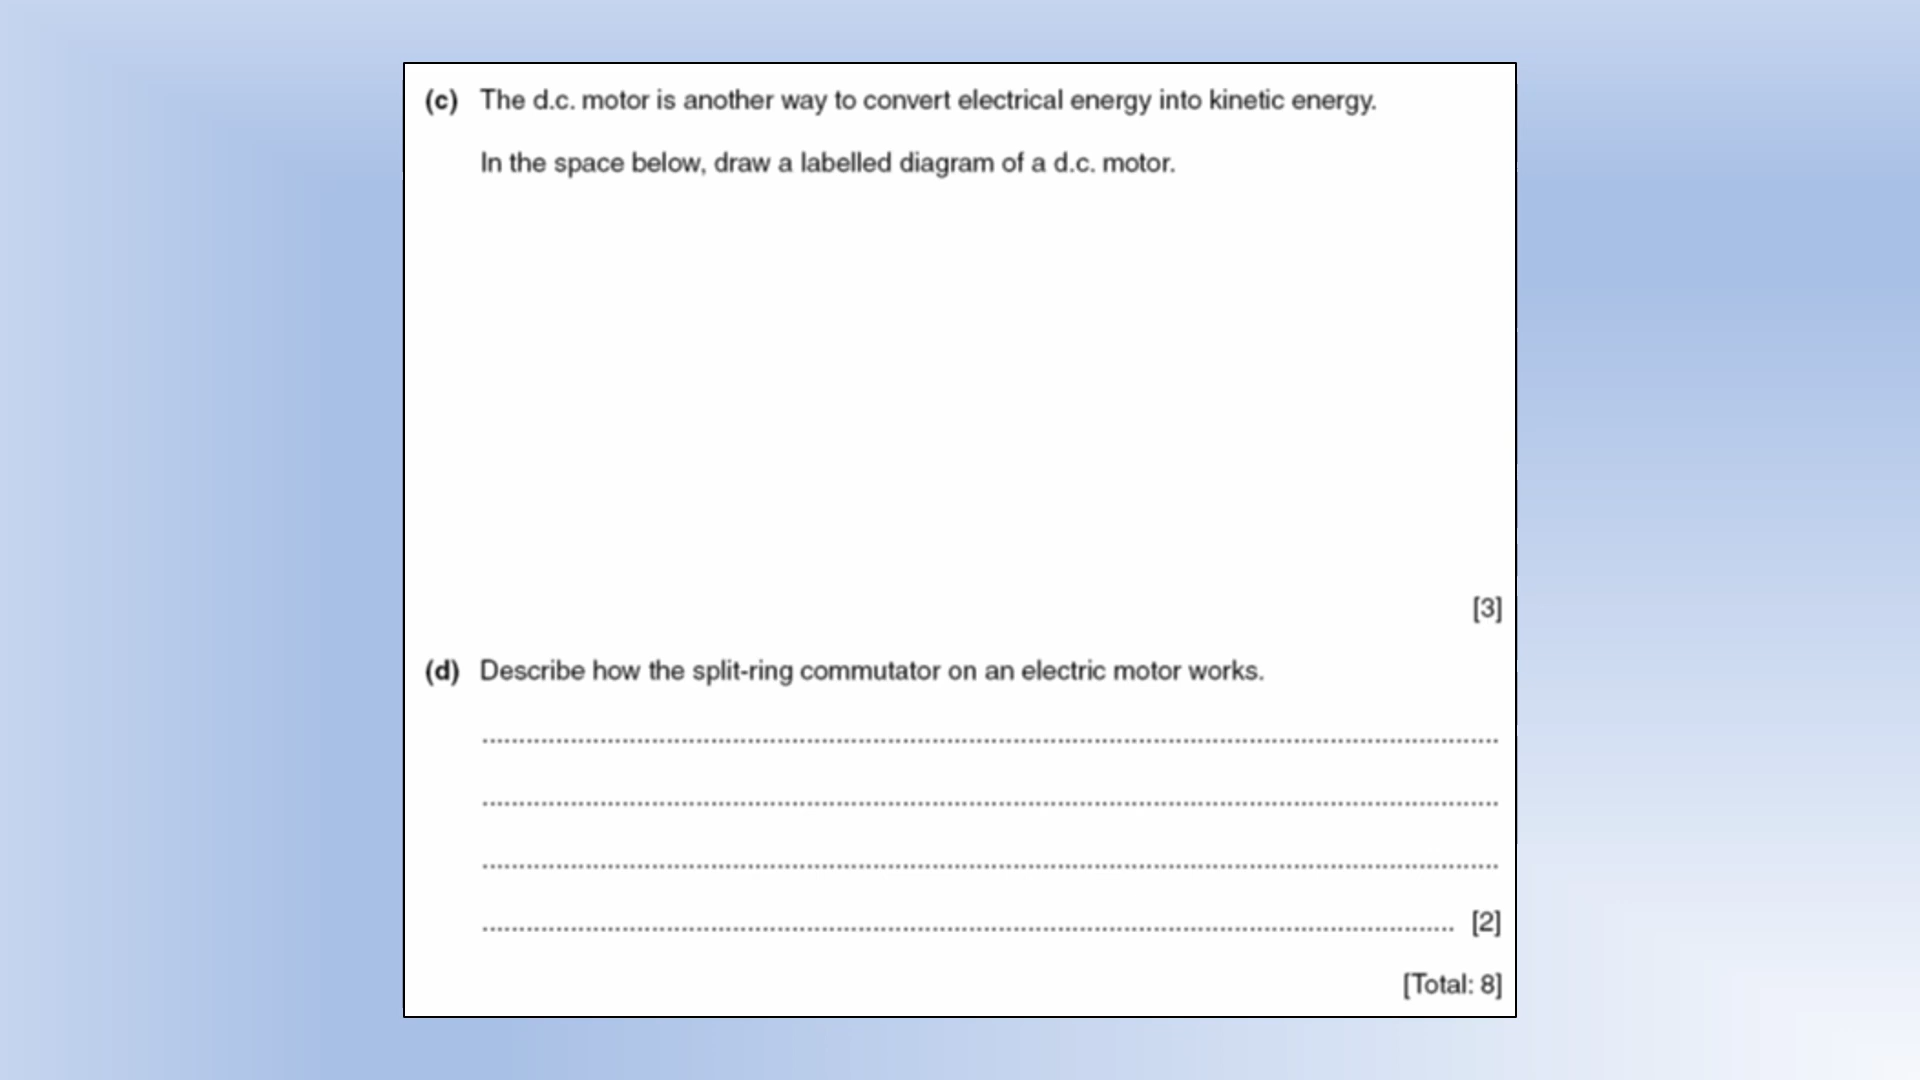 (c) The d.c. motor is another way to convert electrical energy into kinetic energy.
In the space below, draw a labelled diagram of a d.c. motor.
[3]
(d) Describe how the split-ring commutator on an electric motor works.
[2]
[Total: 8]